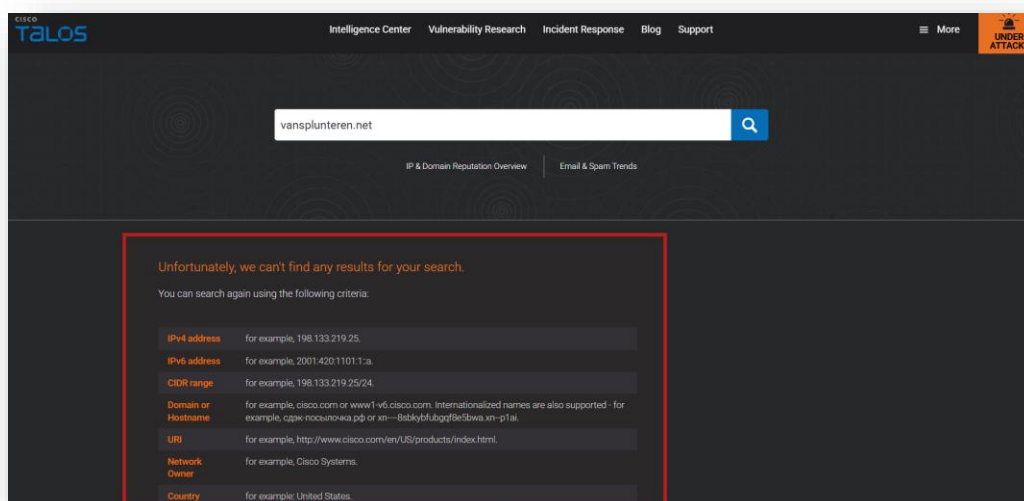 CISCO
TALOS
Intelligence Center Vulnerability Research Incident Response Blog Support
More
UNDER
ATTACK
vansplunteren.net
IP & Domain Reputation Overview Email & Spam Trends
Unfortunately, we can't find any results for your search.
You can search again using the following criteria:
IPv4 address for example, 198.133.219.25.
IPv6 address for example, 2001:420:1101:1::a.
CIDR range for example, 198.133.219.25/24.
Domain or for example, cisco.com or www1-v6.cisco.com. Internationalized names are also supported - for
Hostname example, сдрк-посылочка.рф or xn----8sbkybfubgqf8e5bwa.xn--p1ai.
URI for example, http://www.cisco.com/en/US/products/index.html.
Network for example, Cisco Systems.
Owner
Country for example: United States.